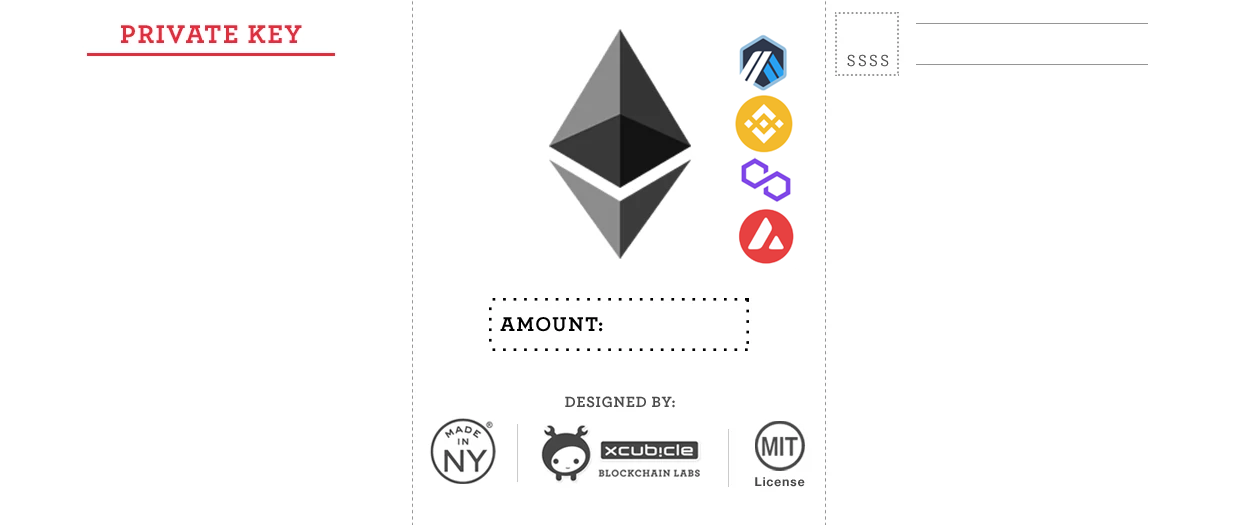 PRIVATE KEY
SSSS
AMOUNT:
DESIGNED BY:
MADE
IN
NY®
xcub!cle
BLOCKCHAIN LABS
MIT
License